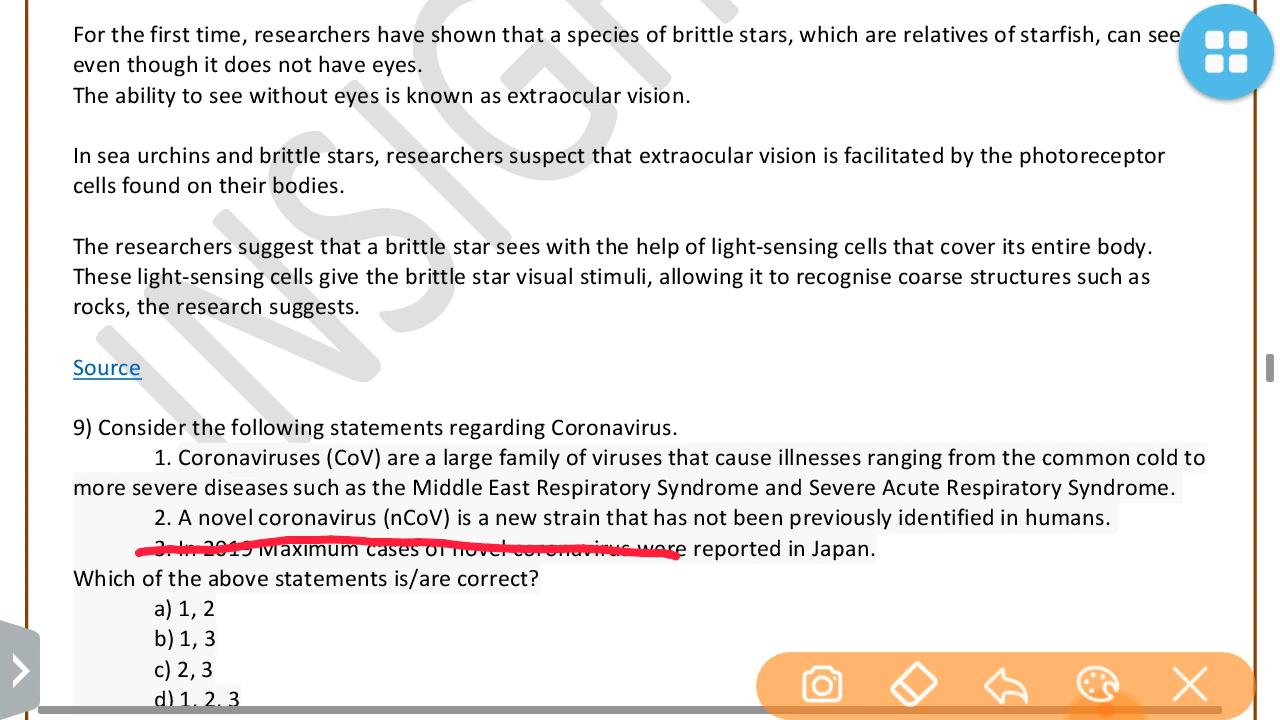 For the first time, researchers have shown that a species of brittle stars, which are relatives of starfish, can see
even though it does not have eyes.
The ability to see without eyes is known as extraocular vision.
In sea urchins and brittle stars, researchers suspect that extraocular vision is facilitated by the photoreceptor
cells found on their bodies.
The researchers suggest that a brittle star sees with the help of light-sensing cells that cover its entire body.
These light-sensing cells give the brittle star visual stimuli, allowing it to recognise coarse structures such as
rocks, the research suggests.
Source
9) Consider the following statements regarding Coronavirus.
1. Coronaviruses (CoV) are a large family of viruses that cause illnesses ranging from the common cold to
more severe diseases such as the Middle East Respiratory Syndrome and Severe Acute Respiratory Syndrome.
2. A novel coronavirus (nCoV) is a new strain that has not been previously identified in humans.
3. In 2019 Maximum cases of novel coronavirus were reported in Japan.
Which of the above statements is/are correct?
a) 1, 2
b) 1, 3
c) 2, 3
d) 1, 2, 3